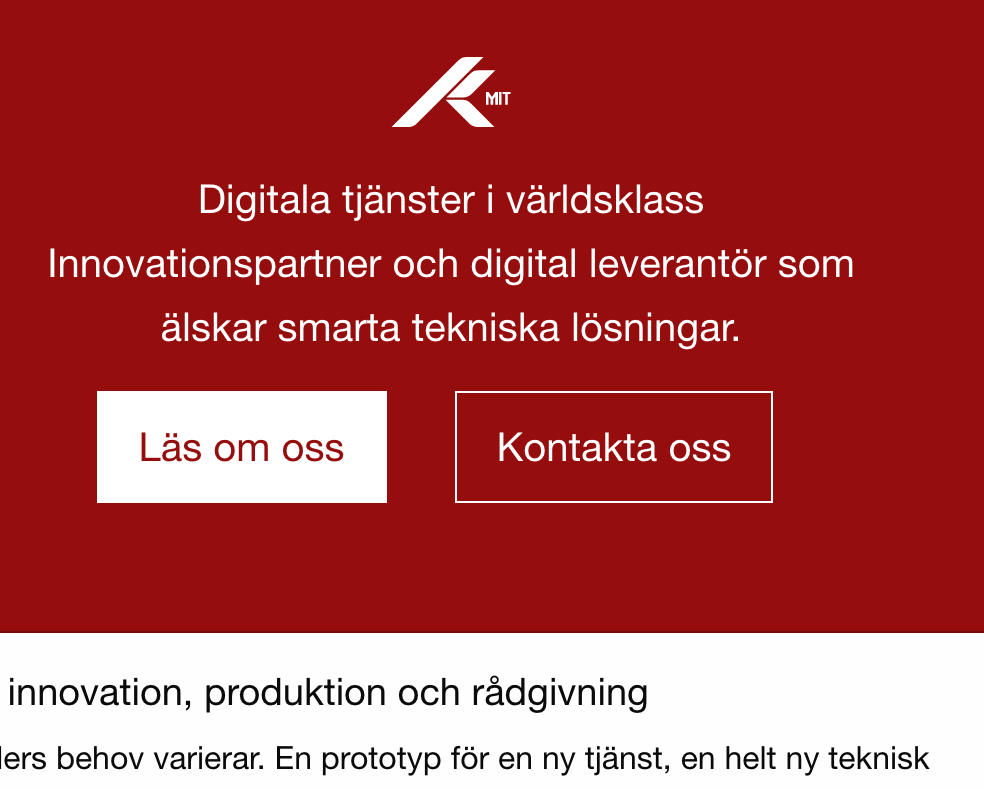 MIT
Digitala tjänster i världsklass
Innovationspartner och digital leverantör som
älskar smarta tekniska lösningar.
Läs om oss
Kontakta oss
innovation, produktion och rådgivning
behov varierar. En prototyp för en ny tjänst, en helt ny teknisk